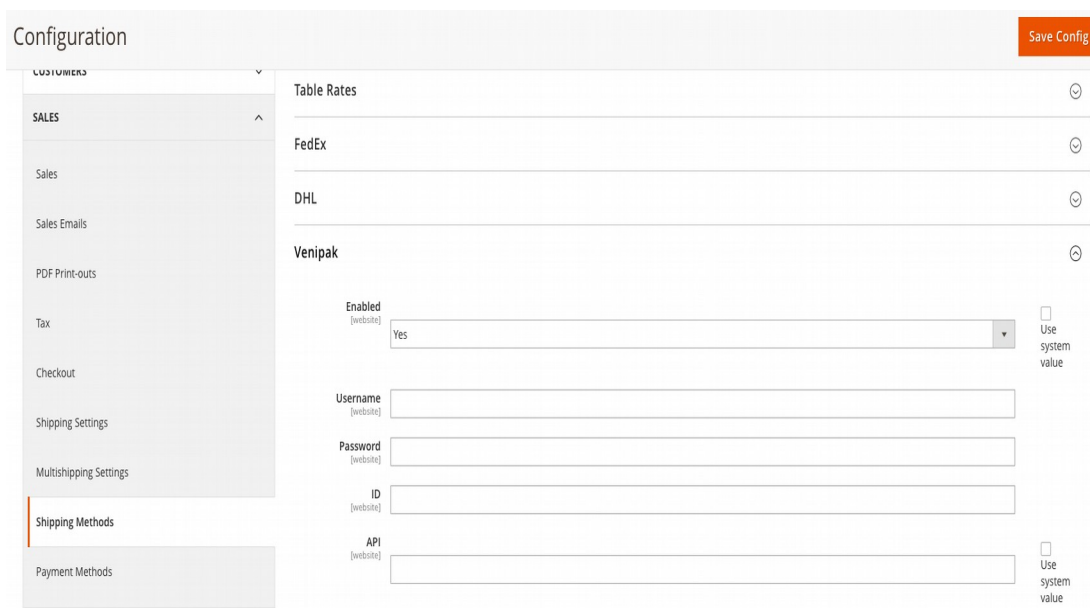 Configuration
Save Config
CUSTOMERS
SALES
Sales
Sales Emails
PDF Print-outs
Tax
Checkout
Shipping Settings
Multishipping Settings
Shipping Methods
Payment Methods
Table Rates
FedEx
DHL
Venipak
Enabled
[website]
Yes
Use
system
value
Username
[website]
Password
[website]
ID
[website]
API
[website]
Use
system
value